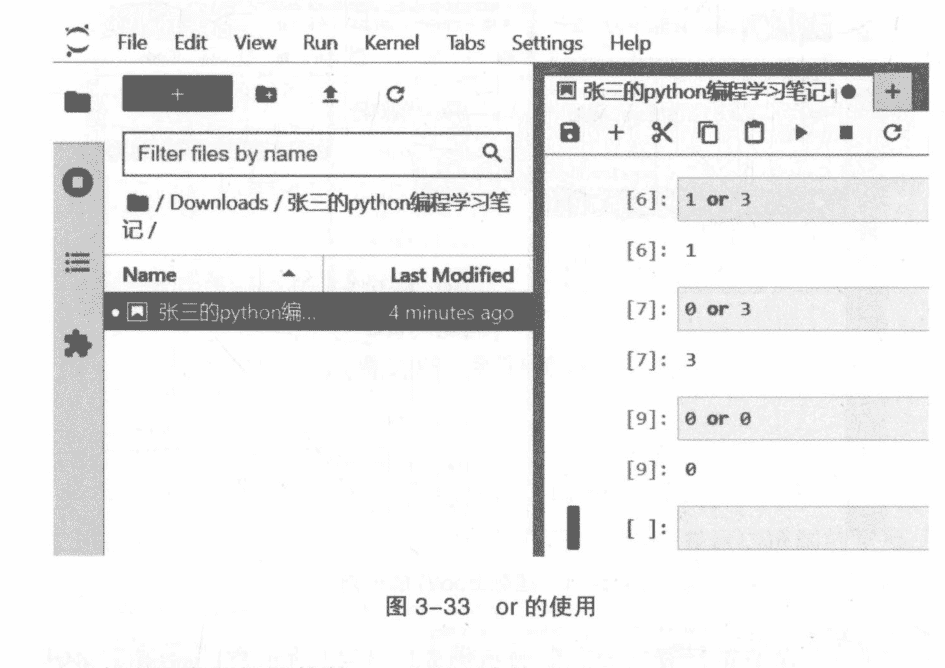 File Edit View Run Kernel Tabs Settings Help
+
Filter files by name
/ Downloads / 张三的python编程学习笔
记 /
Name Last Modified
张三的python编... 4 minutes ago
张三的python编程学习笔记.i
[6]: 1 or 3
[6]: 1
[7]: 0 or 3
[7]: 3
[9]: 0 or 0
[9]: 0
[ ]:
图 3-33 or 的使用